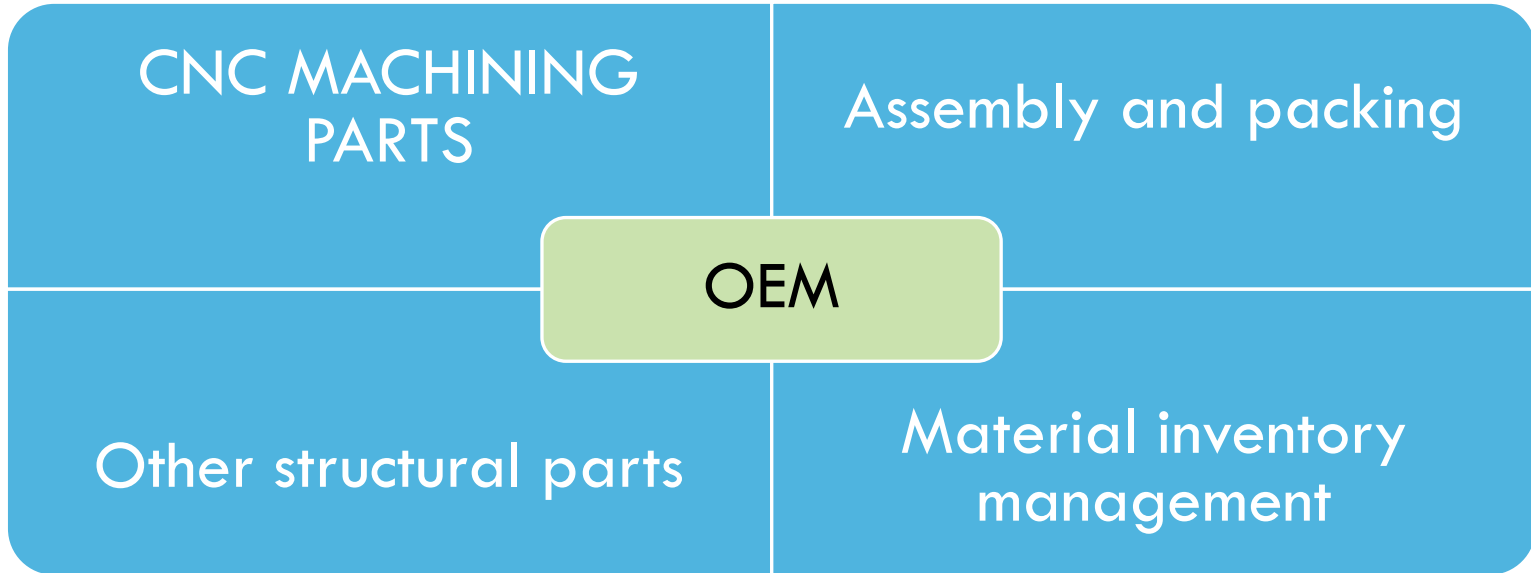 CNC MACHINING
PARTS
Assembly and packing
OEM
Other structural parts
Material inventory
management